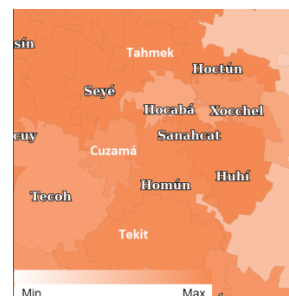 sín
Tahmek
Hoctún
Seyé
Hocabá Xocchel
cuy
Sanahcat
Cuzamá
Huhí
Homún
Tecoh
Tekit
Min Max